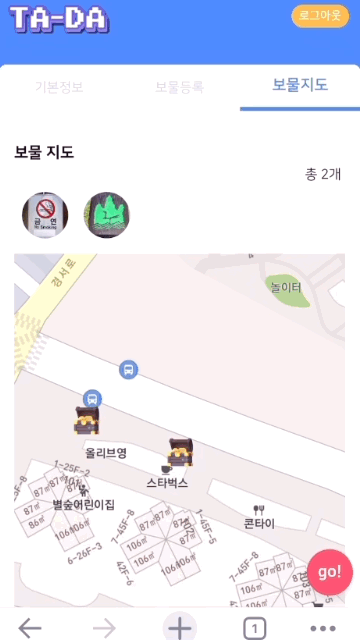 TA-DA
로그아웃
기본정보
보물등록
보물지도
보물 지도
총 2개
금 연
No Smoking
경서로
놀이터
올리브영
스타벅스
콘타이
별숲어린이집
1-25F-2
87㎡
87㎡
86㎡
106㎡
6-26F-3
7-45F-8
1-45F-5
42F-6
106㎡
106㎡
106㎡
106㎡
7-45F-8
87㎡
87㎡
106㎡
go!
1